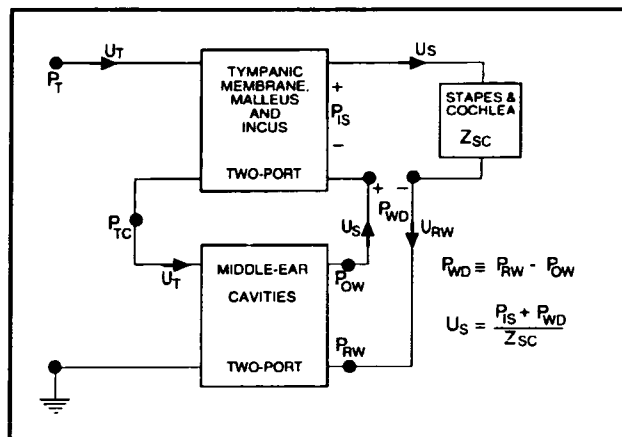 U_T
U_S
P_T
TYMPANIC
MEMBRANE,
MALLEUS
AND
INCUS
TWO-PORT
+
P_IS
−
STAPES &
COCHLEA
Z_SC
+ −
P_WD
P_TC
U_S
U_RW
U_T
MIDDLE-EAR
CAVITIES
TWO-PORT
P_OW
P_RW
P_WD ≡ P_RW - P_OW
U_S = P_IS + P_WD
Z_SC